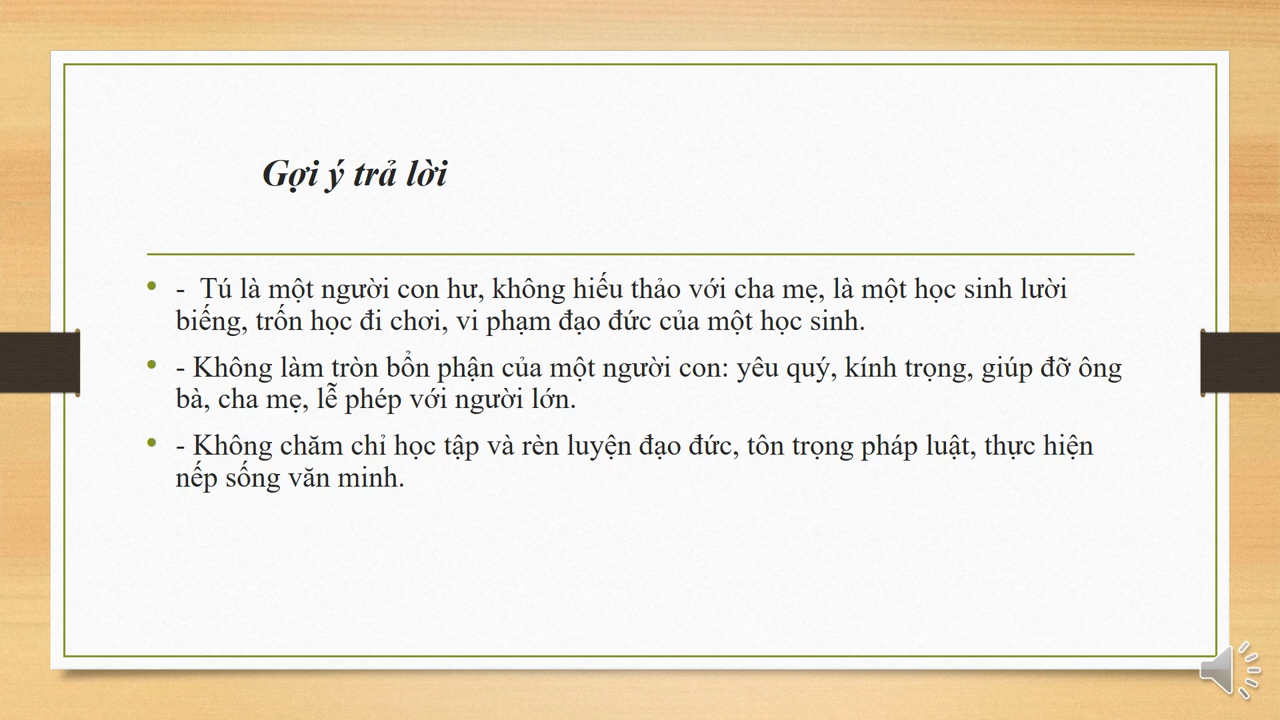 Gợi ý trả lời
- Tú là một người con hư, không hiếu thảo với cha mẹ, là một học sinh lười
biếng, trốn học đi chơi, vi phạm đạo đức của một học sinh.
- Không làm tròn bổn phận của một người con: yêu quý, kính trọng, giúp đỡ ông
bà, cha mẹ, lễ phép với người lớn.
- Không chăm chỉ học tập và rèn luyện đạo đức, tôn trọng pháp luật, thực hiện
nếp sống văn minh.